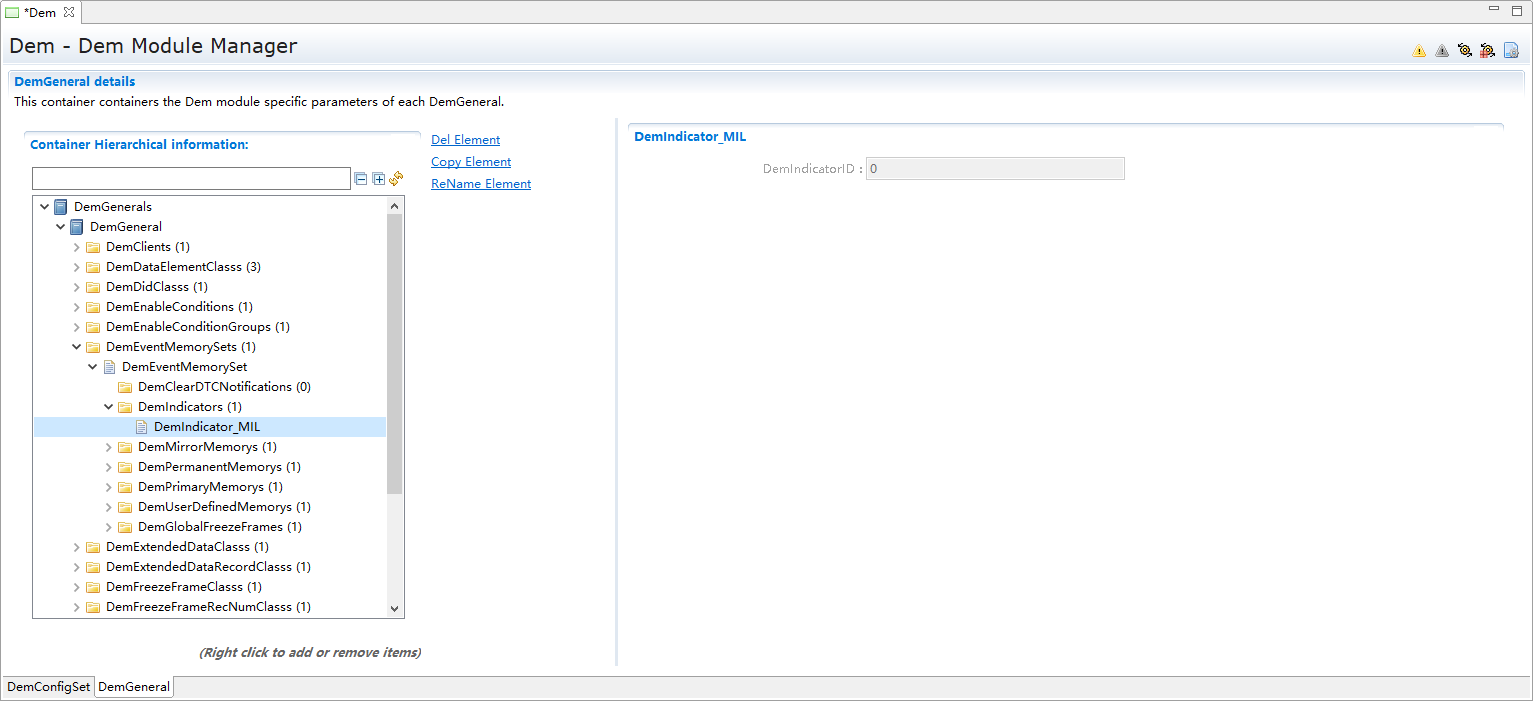 *Dem
Dem - Dem Module Manager
DemGeneral details
This container containers the Dem module specific parameters of each DemGeneral.
Container Hierarchical information:
Del Element
Copy Element
ReName Element
DemGenerals
DemGeneral
DemClients (1)
DemDataElementClasss (3)
DemDidClasss (1)
DemEnableConditions (1)
DemEnableConditionGroups (1)
DemEventMemorySets (1)
DemEventMemorySet
DemClearDTCNotifications (0)
DemIndicators (1)
DemIndicator_MIL
DemMirrorMemorys (1)
DemPermanentMemorys (1)
DemPrimaryMemorys (1)
DemUserDefinedMemorys (1)
DemGlobalFreezeFrames (1)
DemExtendedDataClasss (1)
DemExtendedDataRecordClasss (1)
DemFreezeFrameClasss (1)
DemFreezeFrameRecNumClasss (1)
(Right click to add or remove items)
DemIndicator_MIL
DemIndicatorID : 0
DemConfigSet DemGeneral